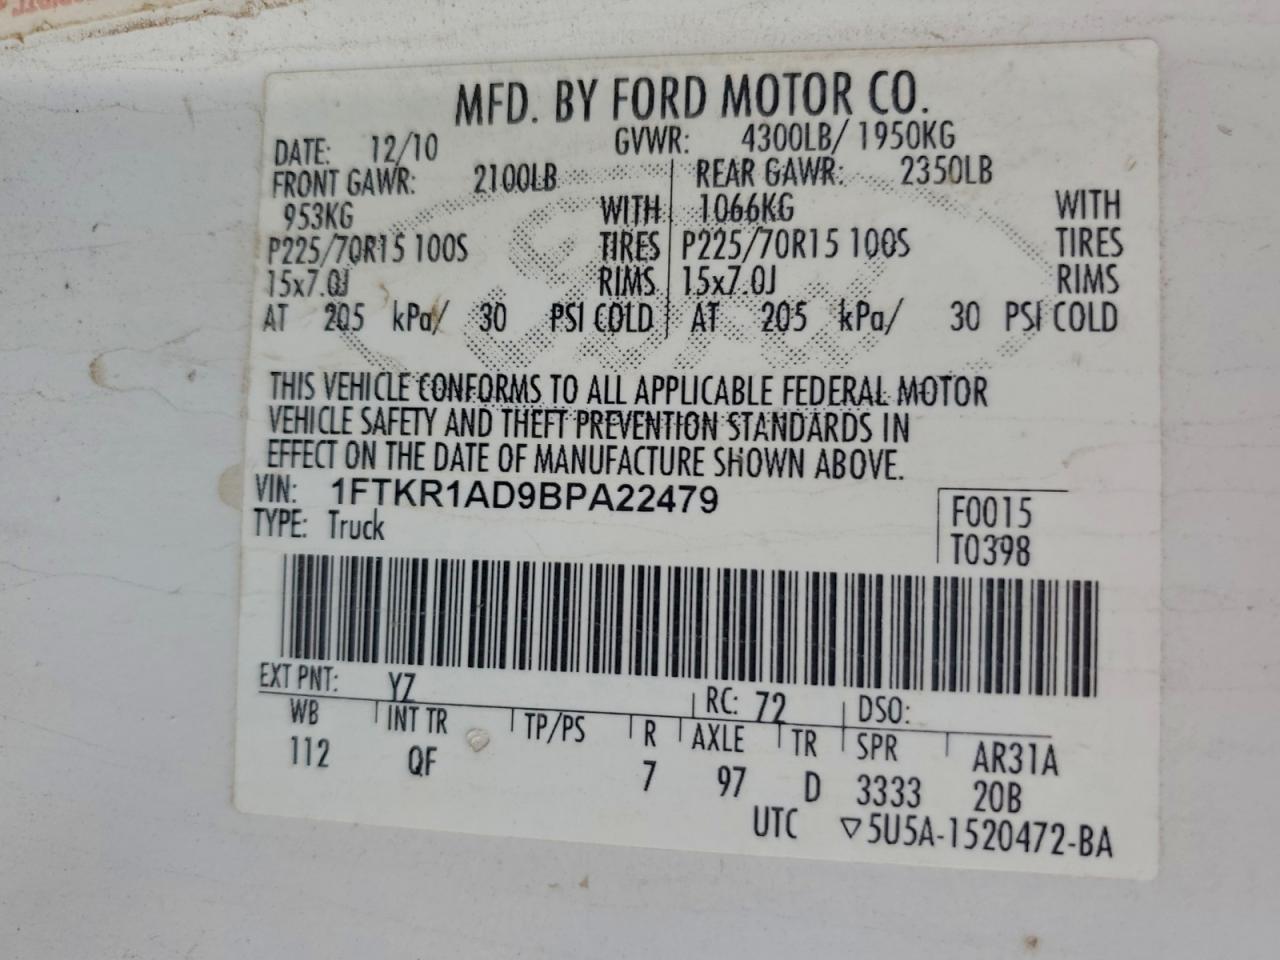 MFD. BY FORD MOTOR CO.
DATE: 12/10 GVWR: 4300LB/ 1950KG
FRONT GAWR: 2100LB REAR GAWR: 2350LB
953KG WITH 1066KG WITH
P225/70R15 100S TIRES P225/70R15 100S TIRES
15x7.0J RIMS 15x7.0J RIMS
AT 205 kPa/ 30 PSI COLD AT 205 kPa/ 30 PSI COLD
THIS VEHICLE CONFORMS TO ALL APPLICABLE FEDERAL MOTOR
VEHICLE SAFETY AND THEFT PREVENTION STANDARDS IN
EFFECT ON THE DATE OF MANUFACTURE SHOWN ABOVE.
VIN: 1FTKR1AD9BPA22479 F0015
TYPE: Truck T0398
EXT PNT: YZ RC: 72 DSO:
WB INT TR TP/PS R AXLE TR SPR AR31A
112 QF 7 97 D 3333 20B
UTC ▽5U5A-1520472-BA